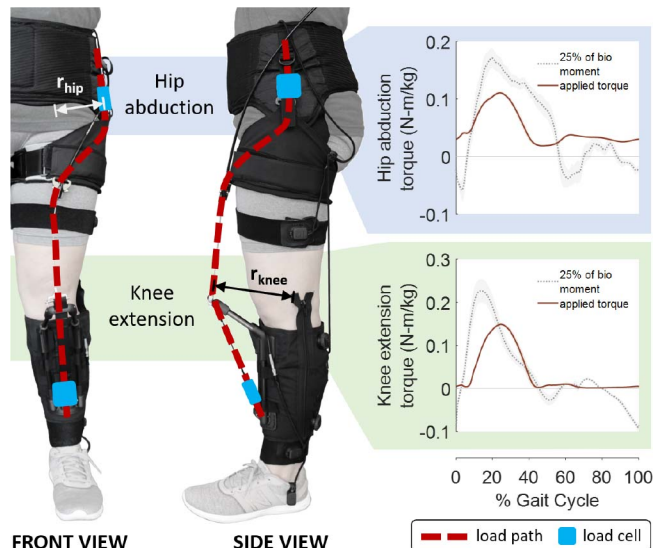 r_hip
Hip
abduction
r_knee
Knee
extension
FRONT VIEW
SIDE VIEW
Hip abduction
torque (N-m/kg)
0.2
0.1
0
-0.1
25% of bio
moment
applied torque
Knee extension
torque (N-m/kg)
0.3
0.2
0.1
0
-0.1
25% of bio
moment
applied torque
0 20 40 60 80 100
% Gait Cycle
load path load cell